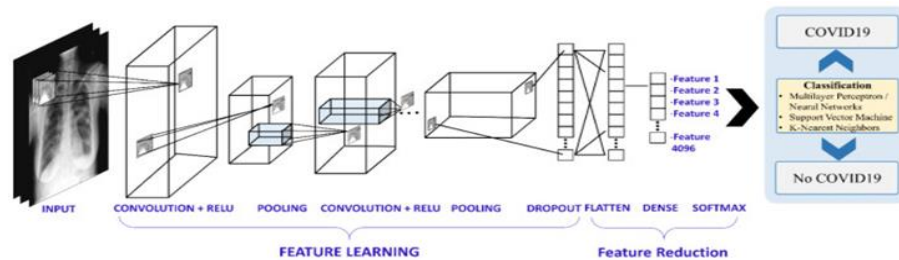 COVID19
Classification
• Multilayer Perceptron /
Neural Networks
• Support Vector Machine
• K-Nearest Neighbors
No COVID19
Feature 1
Feature 2
Feature 3
Feature 4
Feature
4096
INPUT
CONVOLUTION + RELU
POOLING
CONVOLUTION + RELU
POOLING
DROPOUT
FLATTEN
DENSE
SOFTMAX
FEATURE LEARNING
Feature Reduction